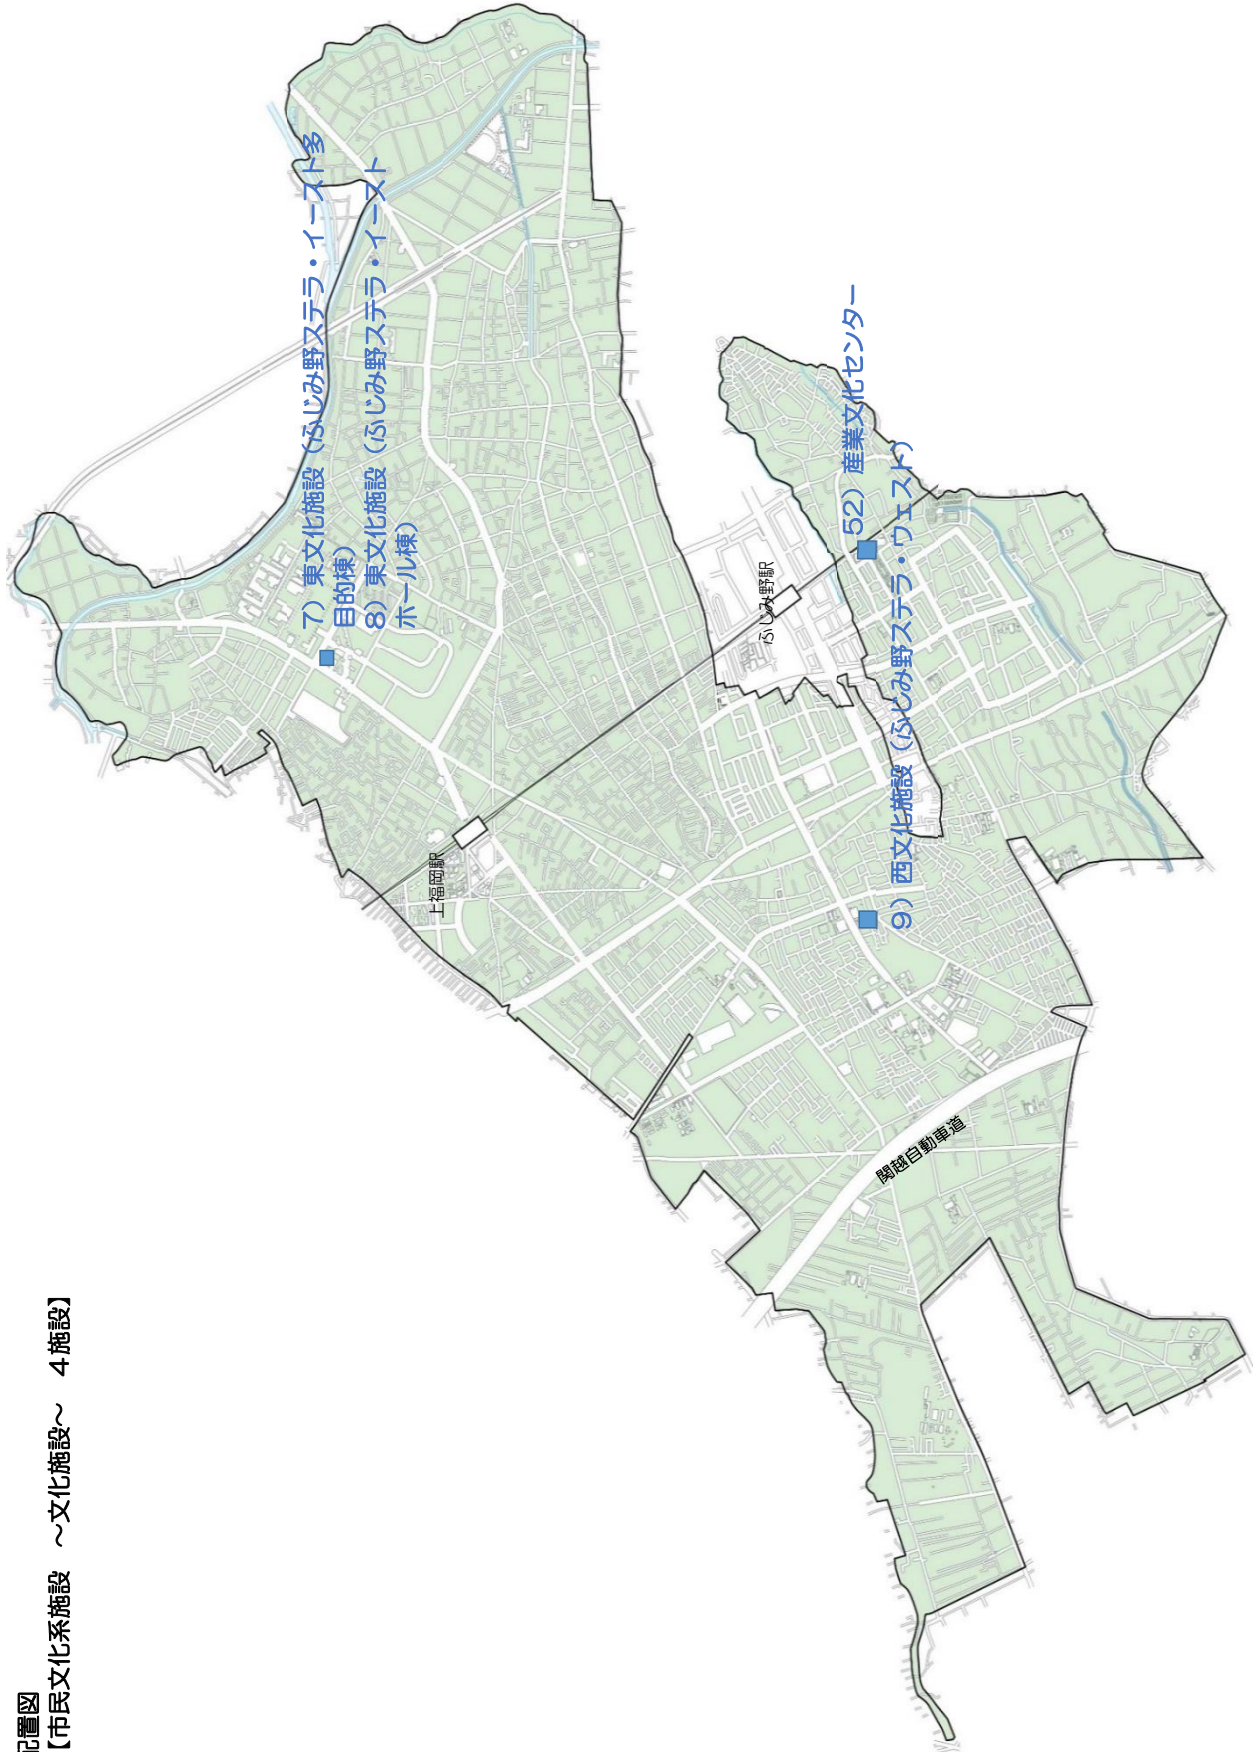 配置図
【市民文化系施設　～文化施設～　４施設】
7）東文化施設（ふじみ野ステラ・イースト多
目的棟）
8）東文化施設（ふじみ野ステラ・イースト
ホール棟）
上福岡駅
ふじみ野駅
52）産業文化センター
9）西文化施設（ふじみ野ステラ・ウェスト）
関越自動車道